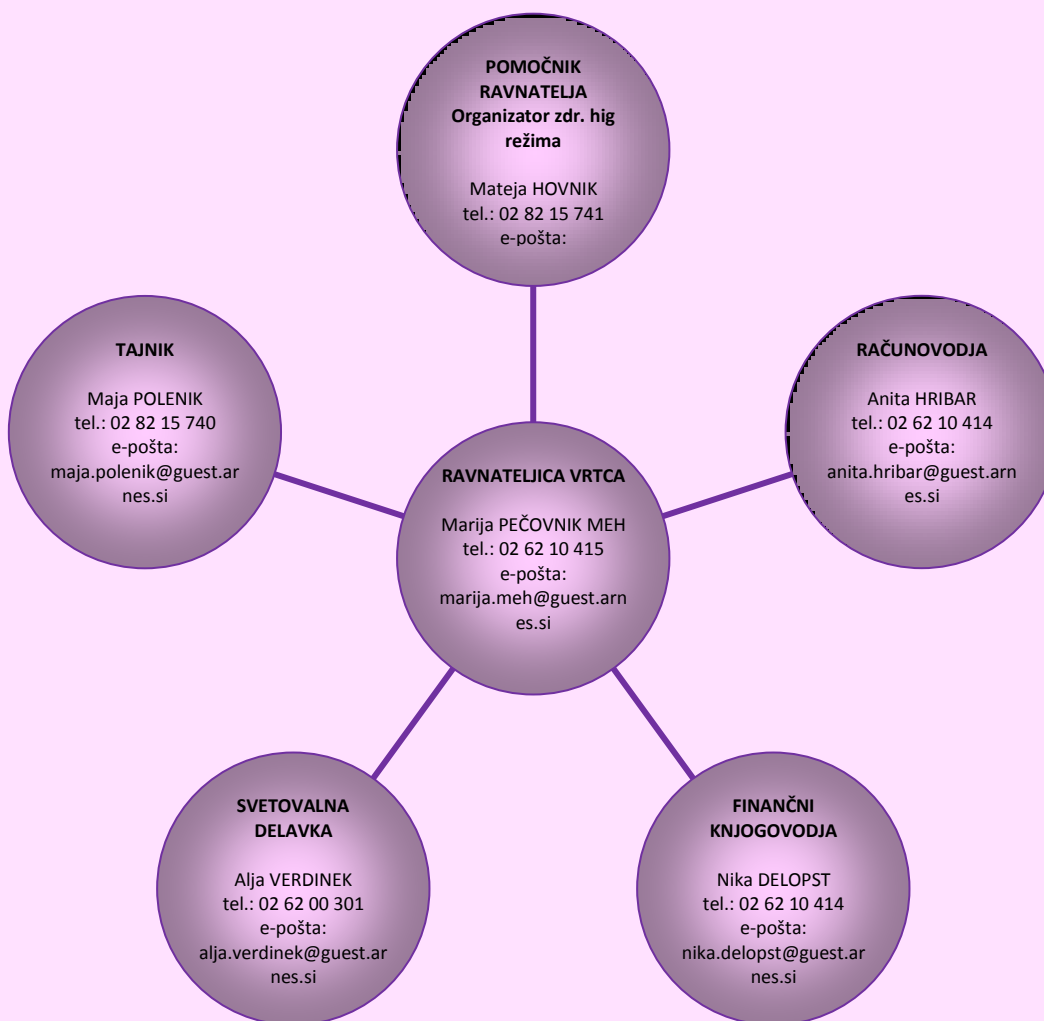 POMOČNIK
RAVNATELJA
Organizator zdr. hig
režima
Mateja HOVNIK
tel.: 02 82 15 741
e-pošta:
TAJNIK
Maja POLENIK
tel.: 02 82 15 740
e-pošta:
maja.polenik@guest.ar
nes.si
RAČUNOVODJA
Anita HRIBAR
tel.: 02 62 10 414
e-pošta:
anita.hribar@guest.arn
es.si
RAVNATELJICA VRTCA
Marija PEČOVNIK MEH
tel.: 02 62 10 415
e-pošta:
marija.meh@guest.arn
es.si
SVETOVALNA
DELAVKA
Alja VERDINEK
tel.: 02 62 00 301
e-pošta:
alja.verdinek@guest.ar
nes.si
FINANČNI
KNJOGOVODJA
Nika DELOPST
tel.: 02 62 10 414
e-pošta:
nika.delopst@guest.ar
nes.si